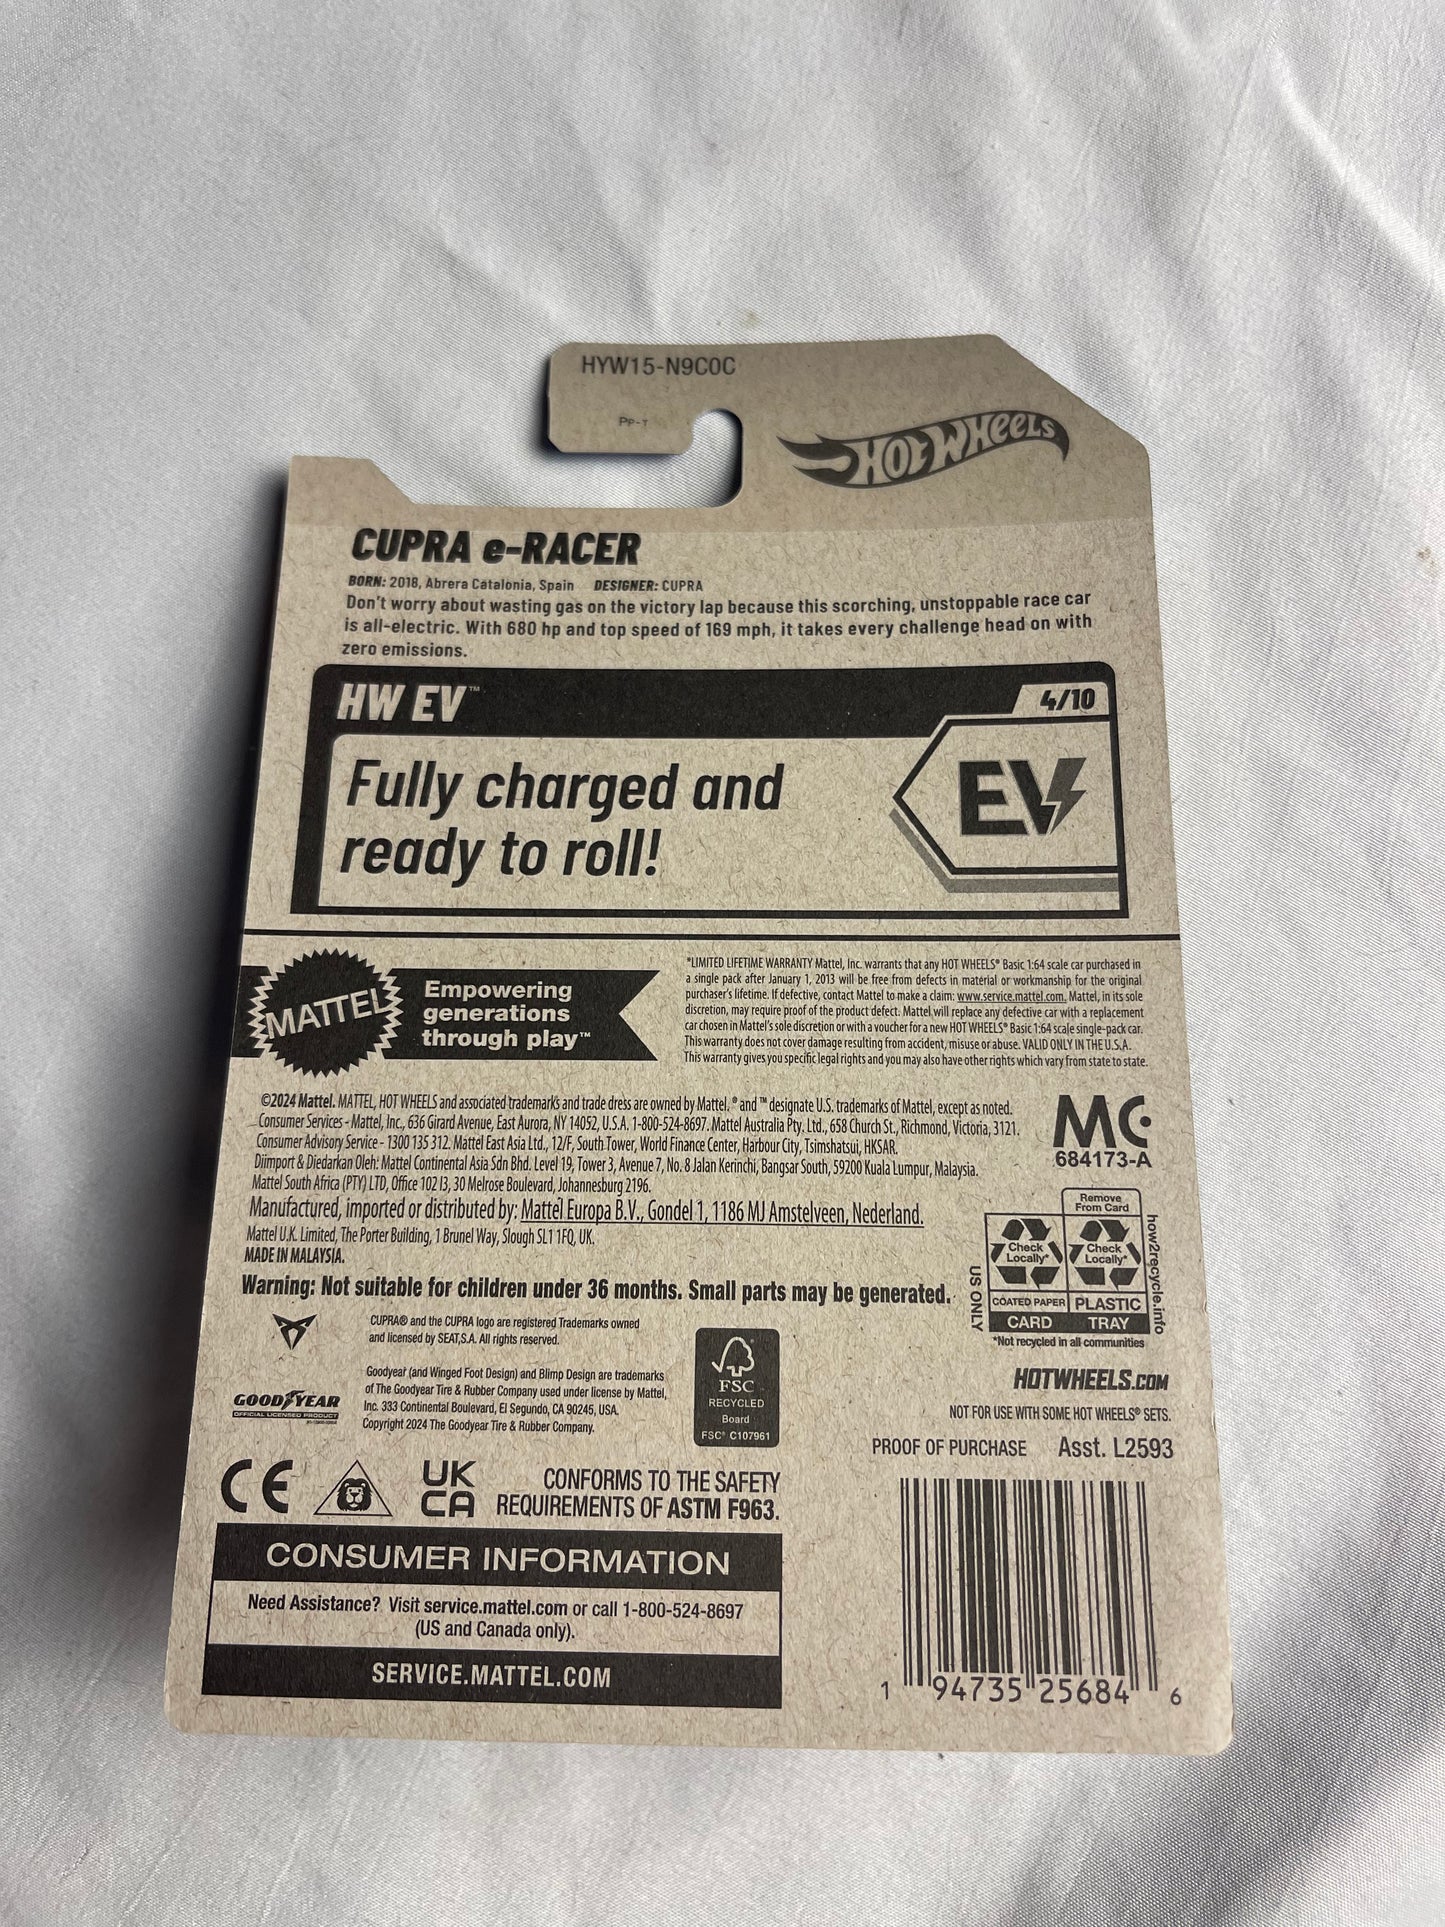 HYW15-N9C0C
PP-Y
HOT WHeeLS
CUPRA e-RACER
BORN: 2018, Abrera Catalonia, Spain DESIGNER: CUPRA
Don't worry about wasting gas on the victory lap because this scorching, unstoppable race car
is all-electric. With 680 hp and top speed of 169 mph, it takes every challenge head on with
zero emissions.
HW EV™
4/10
Fully charged and
ready to roll!
EV
MATTEL
Empowering
generations
through play™
*LIMITED LIFETIME WARRANTY Mattel, Inc. warrants that any HOT WHEELS® Basic 1:64 scale car purchased in
a single pack after January 1, 2013 will be free from defects in material or workmanship for the original
purchaser's lifetime. If defective, contact Mattel to make a claim: www.service.mattel.com. Mattel, in its sole
discretion, may require proof of the product defect. Mattel will replace any defective car with a replacement
car chosen in Mattel's sole discretion or with a voucher for a new HOT WHEELS® Basic 1:64 scale single-pack car.
This warranty does not cover damage resulting from accident, misuse or abuse. VALID ONLY IN THE U.S.A.
This warranty gives you specific legal rights and you may also have other rights which vary from state to state.
©2024 Mattel. MATTEL, HOT WHEELS and associated trademarks and trade dress are owned by Mattel. ® and ™ designate U.S. trademarks of Mattel, except as noted.
Consumer Services - Mattel, Inc., 636 Girard Avenue, East Aurora, NY 14052, U.S.A. 1-800-524-8697. Mattel Australia Pty. Ltd., 658 Church St., Richmond, Victoria, 3121.
Consumer Advisory Service - 1300 135 312. Mattel East Asia Ltd., 12/F, South Tower, World Finance Center, Harbour City, Tsimshatsui, HKSAR.
Diimport & Diedarkan Oleh: Mattel Continental Asia Sdn Bhd. Level 19, Tower 3, Avenue 7, No. 8 Jalan Kerinchi, Bangsar South, 59200 Kuala Lumpur, Malaysia.
Mattel South Africa (PTY) LTD, Office 102 I3, 30 Melrose Boulevard, Johannesburg 2196.
Manufactured, imported or distributed by: Mattel Europa B.V., Gondel 1, 1186 MJ Amstelveen, Nederland.
Mattel U.K. Limited, The Porter Building, 1 Brunel Way, Slough SL1 1FQ, UK.
MADE IN MALAYSIA.
Warning: Not suitable for children under 36 months. Small parts may be generated.
MC
684173-A
Remove
From Card
Check
Locally*
Check
Locally*
COATED PAPER
PLASTIC
CARD
TRAY
US ONLY
how2recycle.info
*Not recycled in all communities
CUPRA® and the CUPRA logo are registered Trademarks owned
and licensed by SEAT,S.A. All rights reserved.
GOODYEAR
OFFICIAL LICENSED PRODUCT
Goodyear (and Winged Foot Design) and Blimp Design are trademarks
of The Goodyear Tire & Rubber Company used under license by Mattel,
Inc. 333 Continental Boulevard, El Segundo, CA 90245, USA.
Copyright 2024 The Goodyear Tire & Rubber Company.
FSC
RECYCLED
Board
FSC® C107961
HOTWHEELS.COM
NOT FOR USE WITH SOME HOT WHEELS® SETS.
PROOF OF PURCHASE Asst. L2593
CE
UK
CA
CONFORMS TO THE SAFETY
REQUIREMENTS OF ASTM F963.
CONSUMER INFORMATION
Need Assistance? Visit service.mattel.com or call 1-800-524-8697
(US and Canada only).
SERVICE.MATTEL.COM
1 94735 25684 6